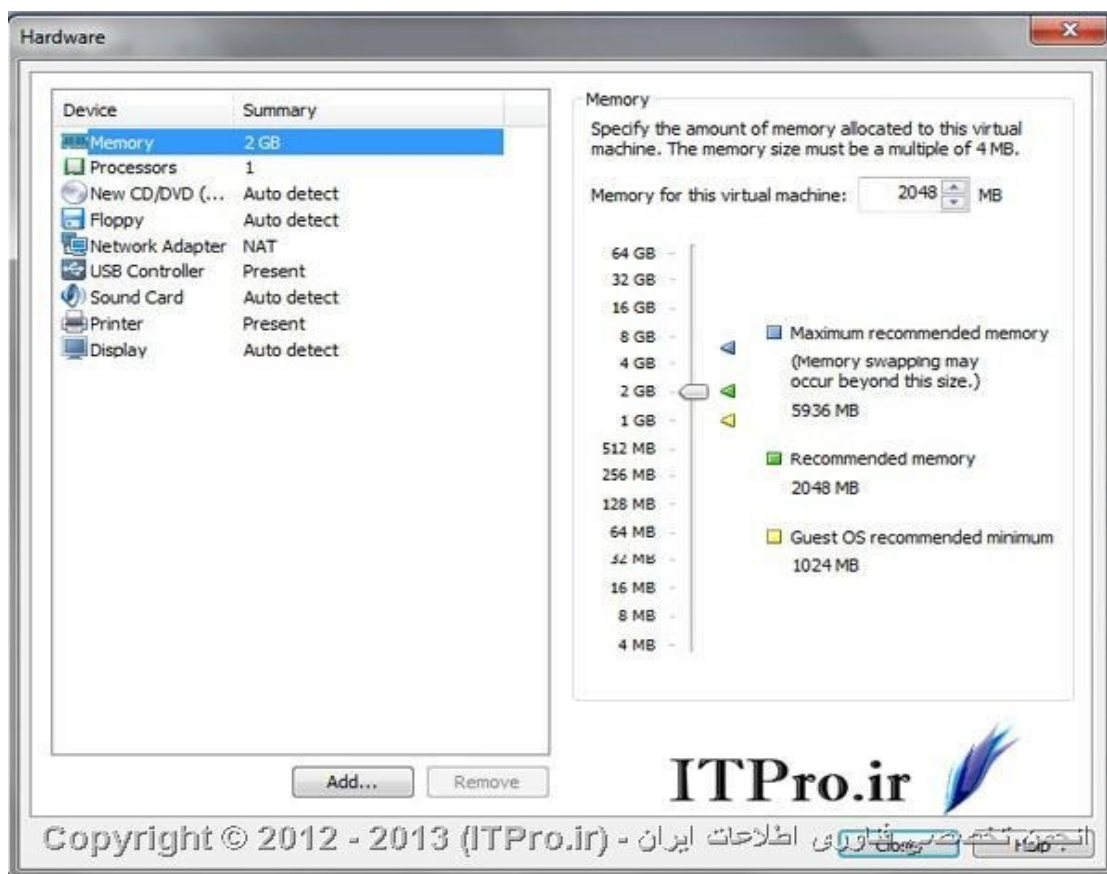 Hardware
Device Summary
Memory 2 GB
Processors 1
New CD/DVD (... Auto detect
Floppy Auto detect
Network Adapter NAT
USB Controller Present
Sound Card Auto detect
Printer Present
Display Auto detect
Add... Remove
Memory
Specify the amount of memory allocated to this virtual
machine. The memory size must be a multiple of 4 MB.
Memory for this virtual machine: 2048 MB
64 GB
32 GB
16 GB
8 GB
4 GB
2 GB
1 GB
512 MB
256 MB
128 MB
64 MB
32 MB
16 MB
8 MB
4 MB
Maximum recommended memory
(Memory swapping may
occur beyond this size.)
5936 MB
Recommended memory
2048 MB
Guest OS recommended minimum
1024 MB
ITPro.ir
Copyright © 2012 - 2013 (ITPro.ir) - انجمن تخصصی فناوری اطلاعات ایران
Close Help